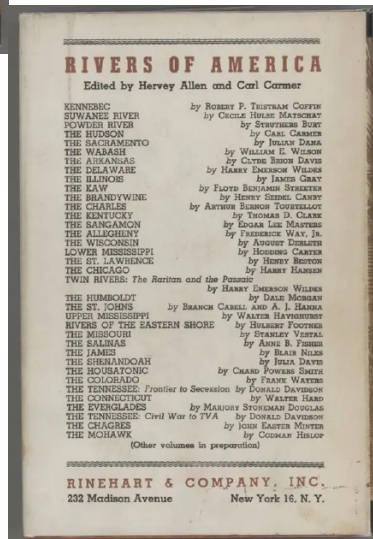 RIVERS OF AMERICA
Edited by Hervey Allen and Carl Carmer
KENNEBEC by ROBERT P. TRISTRAM COFFIN
SUWANEE RIVER by CECILE HULSE MATSCHAT
POWDER RIVER by STRUTHERS BURT
THE HUDSON by CARL CARMER
THE SACRAMENTO by JULIAN DANA
THE WABASH by WILLIAM E. WILSON
THE ARKANSAS by CLYDE BRION DAVIS
THE DELAWARE by HARRY EMERSON WILDES
THE ILLINOIS by JAMES GRAY
THE KAW by FLOYD BENJAMIN STREETER
THE BRANDYWINE by HENRY SEIDEL CANBY
THE CHARLES by ARTHUR BERNON TOURTELLOT
THE KENTUCKY by THOMAS D. CLARK
THE SANGAMON by EDGAR LEE MASTERS
THE ALLEGHENY by FREDERICK WAY, JR.
THE WISCONSIN by AUGUST DERLETH
LOWER MISSISSIPPI by HODDING CARTER
THE ST. LAWRENCE by HENRY BESTON
THE CHICAGO by HARRY HANSEN
TWIN RIVERS: The Raritan and the Passaic
by HARRY EMERSON WILDES
THE HUMBOLDT by DALE MORGAN
THE ST. JOHNS by BRANCH CABELL AND A. J. HANNA
UPPER MISSISSIPPI by WALTER HAVIGHURST
RIVERS OF THE EASTERN SHORE by HULBERT FOOTNER
THE MISSOURI by STANLEY VESTAL
THE SALINAS by ANNE B. FISHER
THE JAMES by BLAIR NILES
THE SHENANDOAH by JULIA DAVIS
THE HOUSATONIC by CHARD POWERS SMITH
THE COLORADO by FRANK WATERS
THE TENNESSEE: Frontier to Secession by DONALD DAVIDSON
THE CONNECTICUT by WALTER HARD
THE EVERGLADES by MARJORY STONEMAN DOUGLAS
THE TENNESSEE: Civil War to TVA by DONALD DAVIDSON
THE CHAGRES by JOHN EASTER MINTER
THE MOHAWK by CODMAN HISLOP
(Other volumes in preparation)
RINEHART & COMPANY, INC.
232 Madison Avenue New York 16, N. Y.